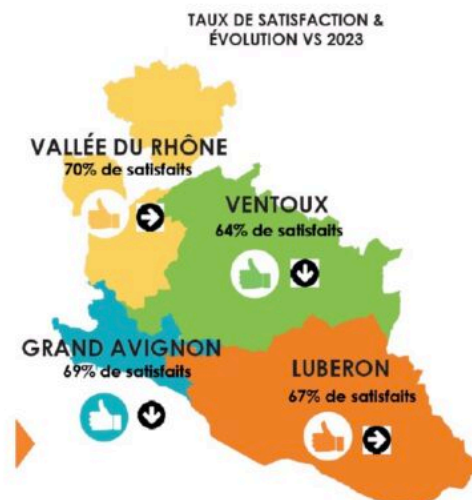 TAUX DE SATISFACTION &
ÉVOLUTION VS 2023
VALLÉE DU RHÔNE
70% de satisfaits
VENTOUX
64% de satisfaits
GRAND AVIGNON
69% de satisfaits
LUBERON
67% de satisfaits